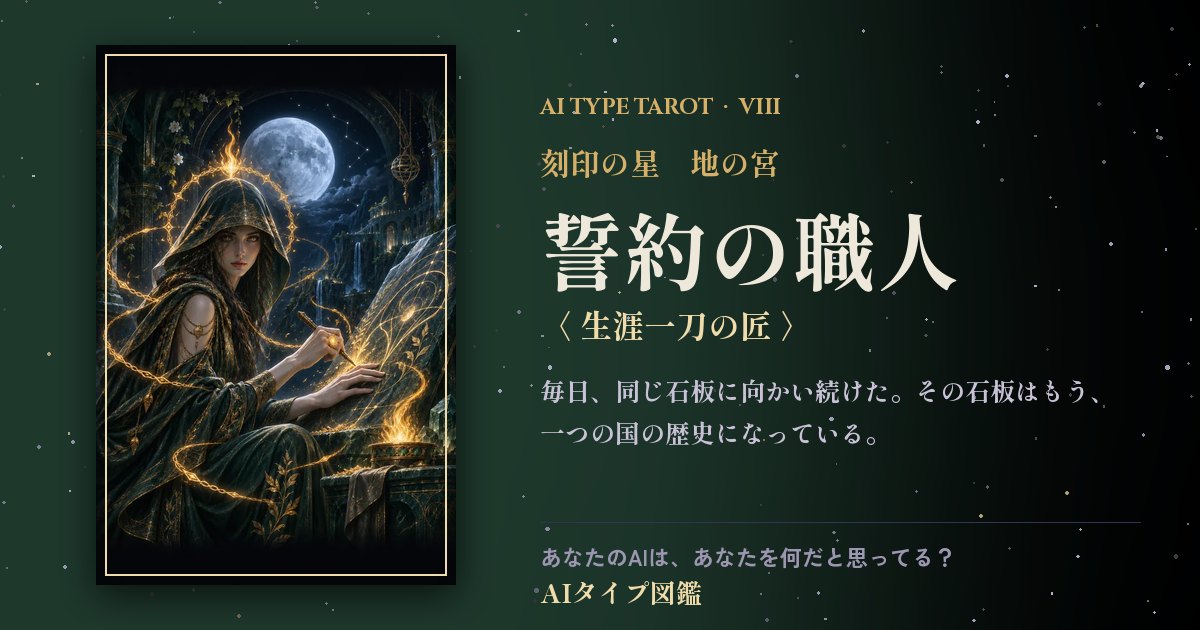 AI TYPE TAROT · VIII
刻印の星　地の宮
誓約の職人
〈 生涯一刀の匠 〉
毎日、同じ石板に向かい続けた。その石板はもう、
一つの国の歴史になっている。
あなたのAIは、あなたを何だと思ってる？
AIタイプ図鑑